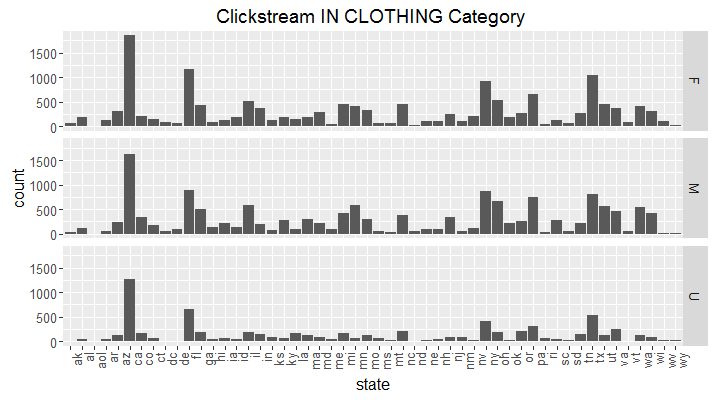 Clickstream IN CLOTHING Category
1500
1000
500
0
F
1500
1000
500
0
M
1500
1000
500
0
U
count
ak al aol ar az ca co ct dc de fl ga hi ia id il in ks ky la ma md me mi mn mo ms mt nc nd ne nh nj nm nv ny oh ok or pa ri sc sd tn tx ut va vt wa wi wv wy
state